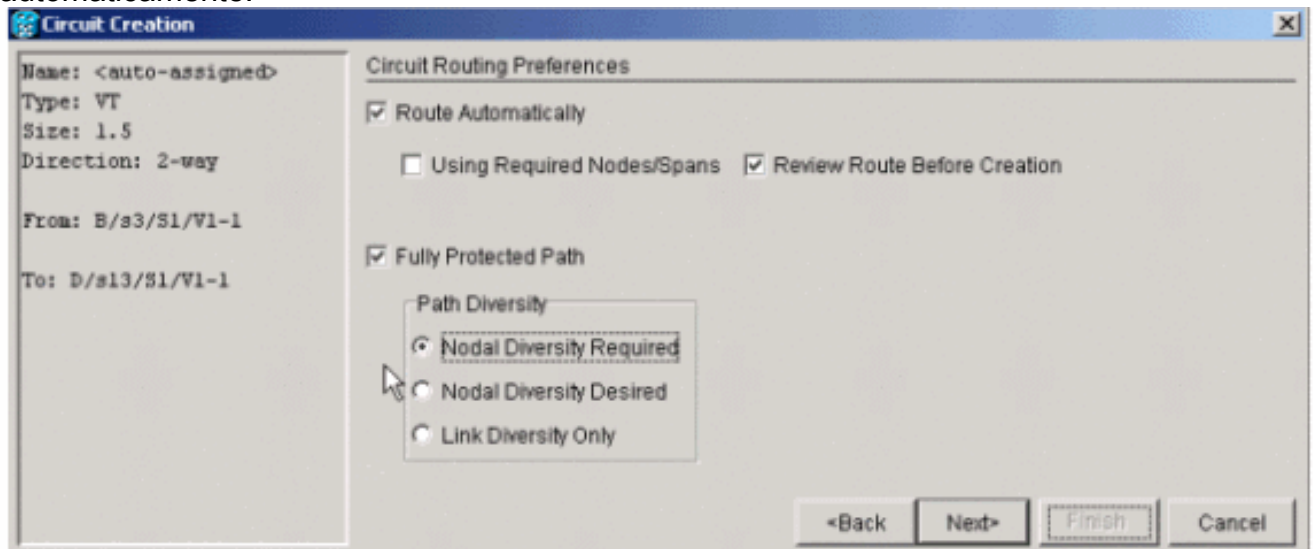 automáticamente.
Circuit Creation
Name: <auto-assigned>
Type: VT
Size: 1.5
Direction: 2-way
From: B/s3/S1/V1-1
To: D/s13/S1/V1-1
Circuit Routing Preferences
Route Automatically
Using Required Nodes/Spans Review Route Before Creation
Fully Protected Path
Path Diversity
Nodal Diversity Required
Nodal Diversity Desired
Link Diversity Only
<Back Next> Finish Cancel